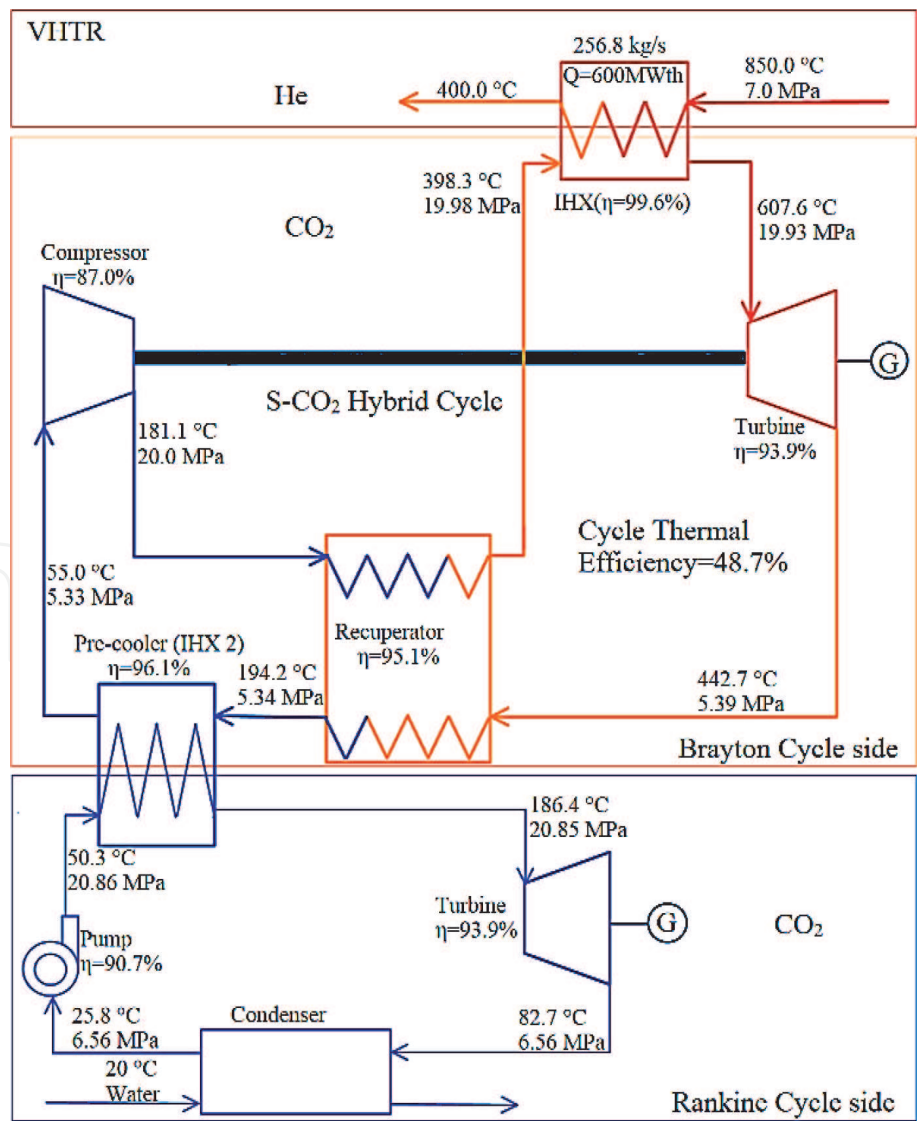 VHTR
256.8 kg/s
Q=600MWth
850.0 °C
7.0 MPa
400.0 °C
He
398.3 °C
19.98 MPa
IHX(η=99.6%)
607.6 °C
19.93 MPa
CO₂
Compressor
η=87.0%
G
S-CO₂ Hybrid Cycle
181.1 °C
20.0 MPa
Turbine
η=93.9%
Cycle Thermal
Efficiency=48.7%
55.0 °C
5.33 MPa
Pre-cooler (IHX 2)
η=96.1%
Recuperator
η=95.1%
194.2 °C
5.34 MPa
442.7 °C
5.39 MPa
Brayton Cycle side
186.4 °C
20.85 MPa
50.3 °C
20.86 MPa
Turbine
η=93.9%
G
CO₂
Pump
η=90.7%
25.8 °C
6.56 MPa
Condenser
82.7 °C
6.56 MPa
20 °C
Water
Rankine Cycle side